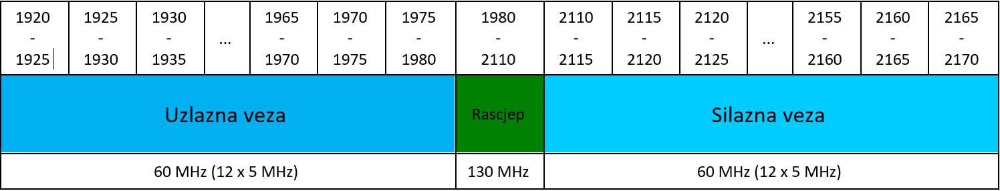 1920 - 1925
1925 - 1930
1930 - 1935
...
1965 - 1970
1970 - 1975
1975 - 1980
1980 - 2110
2110 - 2115
2115 - 2120
2120 - 2125
...
2155 - 2160
2160 - 2165
2165 - 2170
Uzlazna veza
Rascjep
Silazna veza
60 MHz (12 x 5 MHz)
130 MHz
60 MHz (12 x 5 MHz)